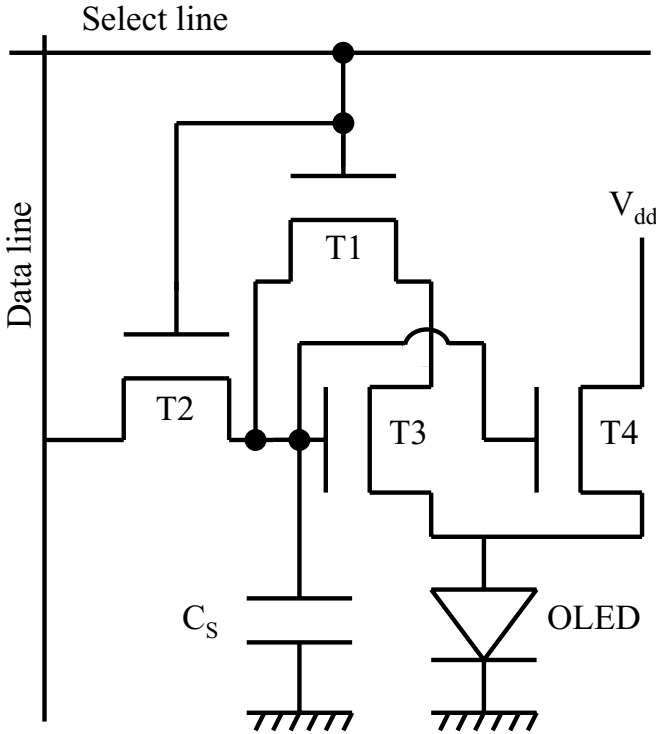 Select line
Data line
V_dd
T1
T2
T3
T4
C_S
OLED